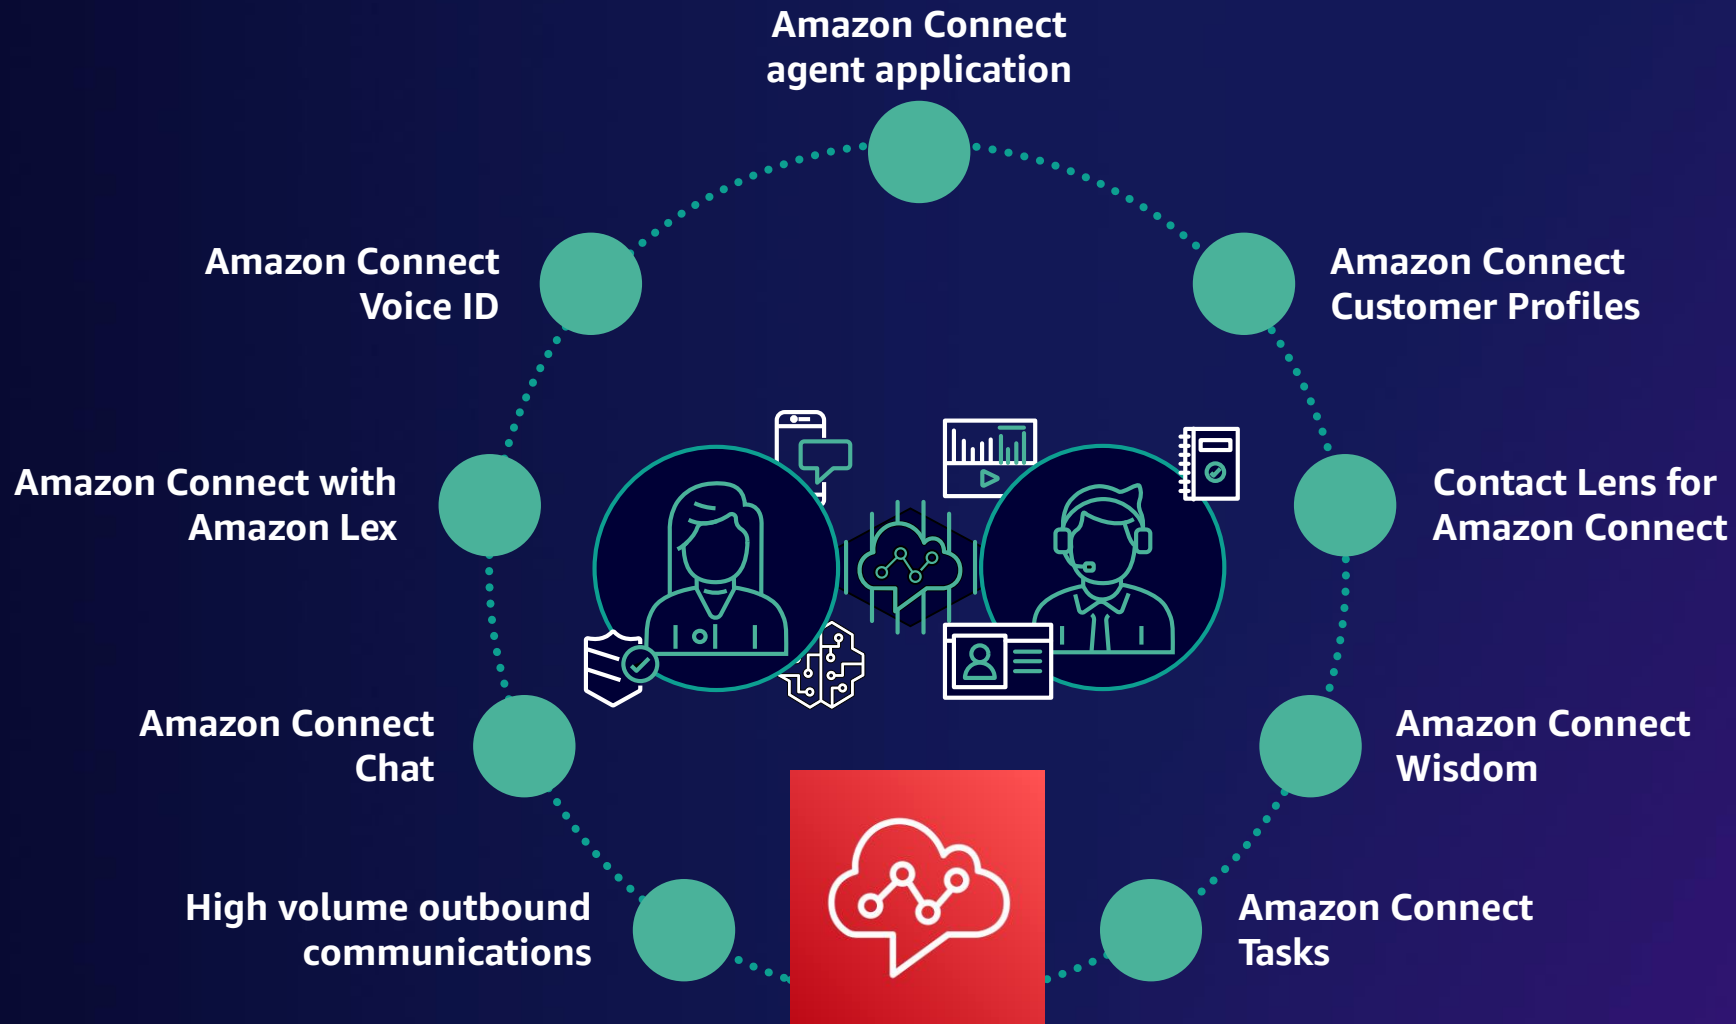 Amazon Connect
agent application
Amazon Connect
Voice ID
Amazon Connect
Customer Profiles
Amazon Connect with
Amazon Lex
Contact Lens for
Amazon Connect
Amazon Connect
Chat
Amazon Connect
Wisdom
High volume outbound
communications
Amazon Connect
Tasks